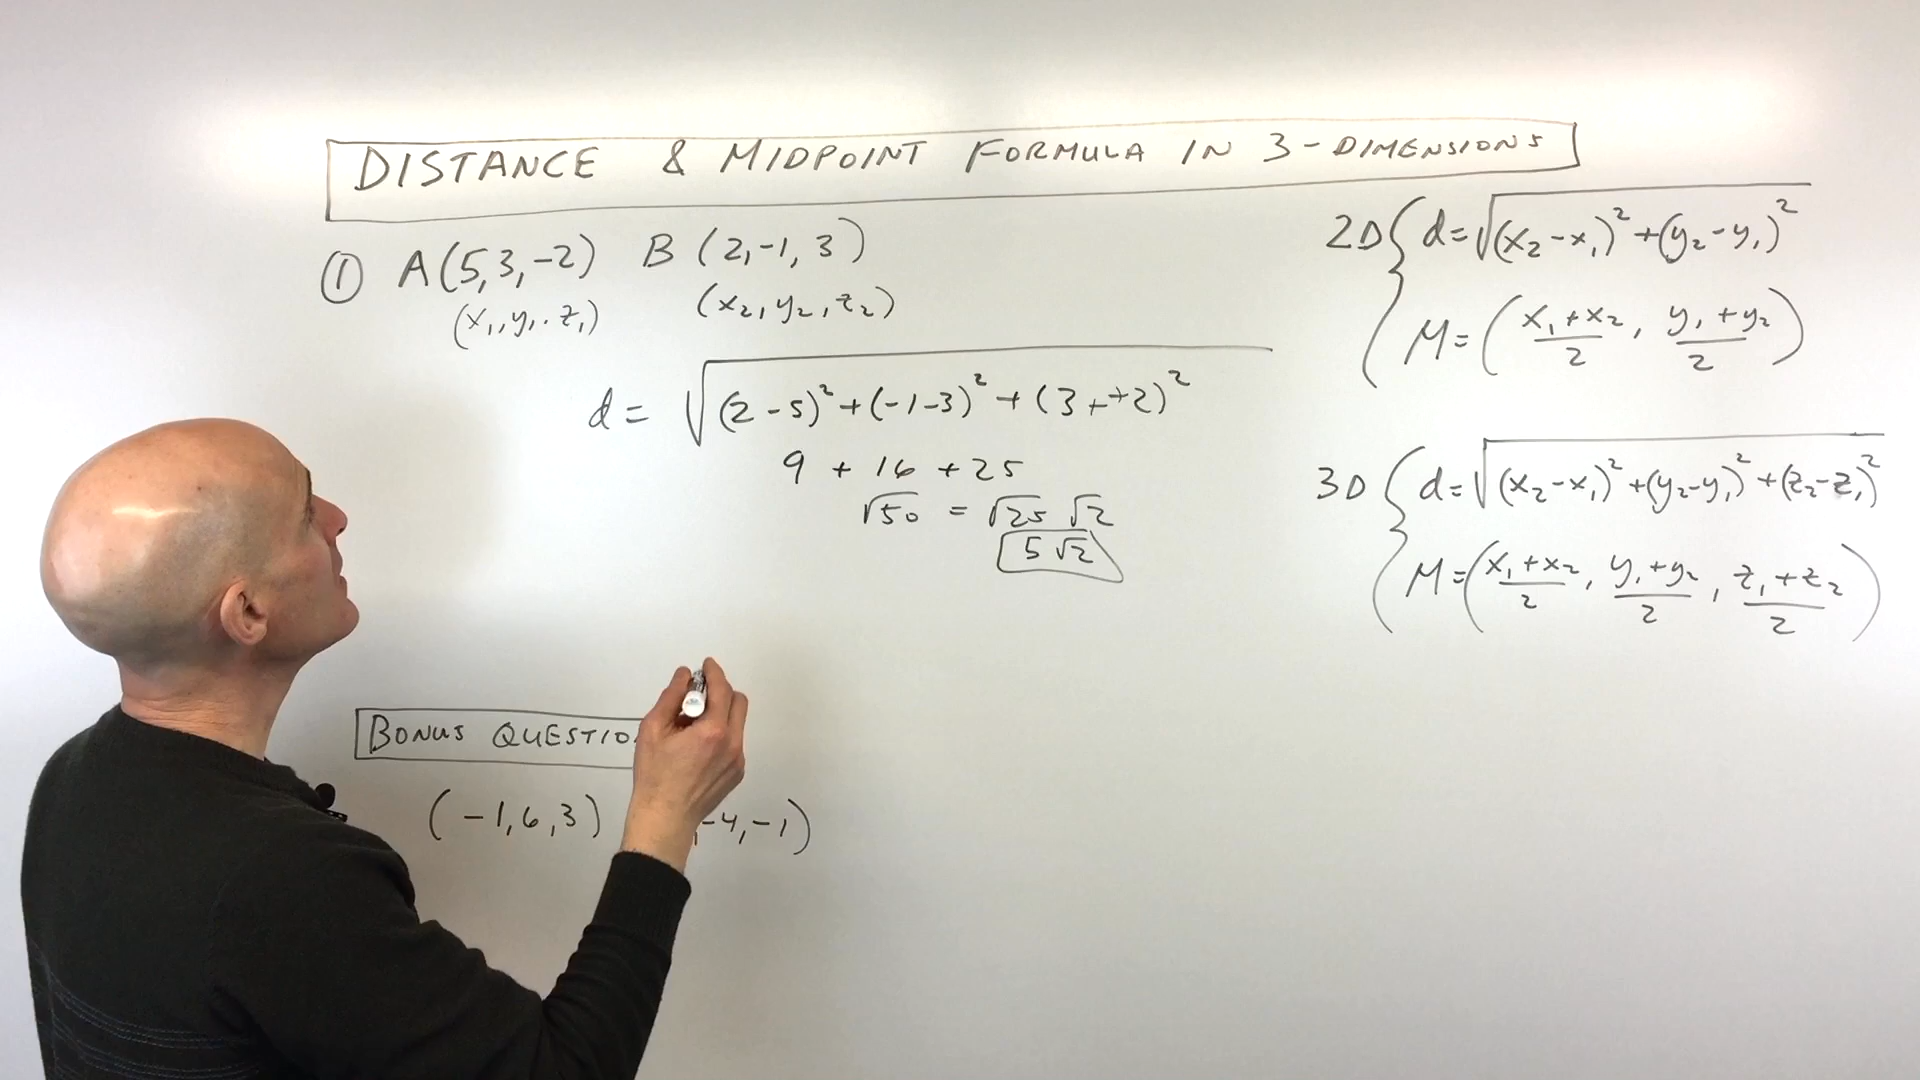 DISTANCE & MIDPOINT FORMULA IN 3-DIMENSIONS
① A(5,3,-2) B(2,-1,3)
(x₁,y₁,z₁) (x₂,y₂,z₂)
d = √(2-5)²+(-1-3)²+(3++2)²
9 + 16 + 25
√50 = √25 √2
5√2
2D { d=√(x₂-x₁)²+(y₂-y₁)²
M=(x₁+x₂/2, y₁+y₂/2)
3D { d=√(x₂-x₁)²+(y₂-y₁)²+(z₂-z₁)²
M=(x₁+x₂/2, y₁+y₂/2, z₁+z₂/2)
BONUS
(-1,6,3) ,-4,-1)